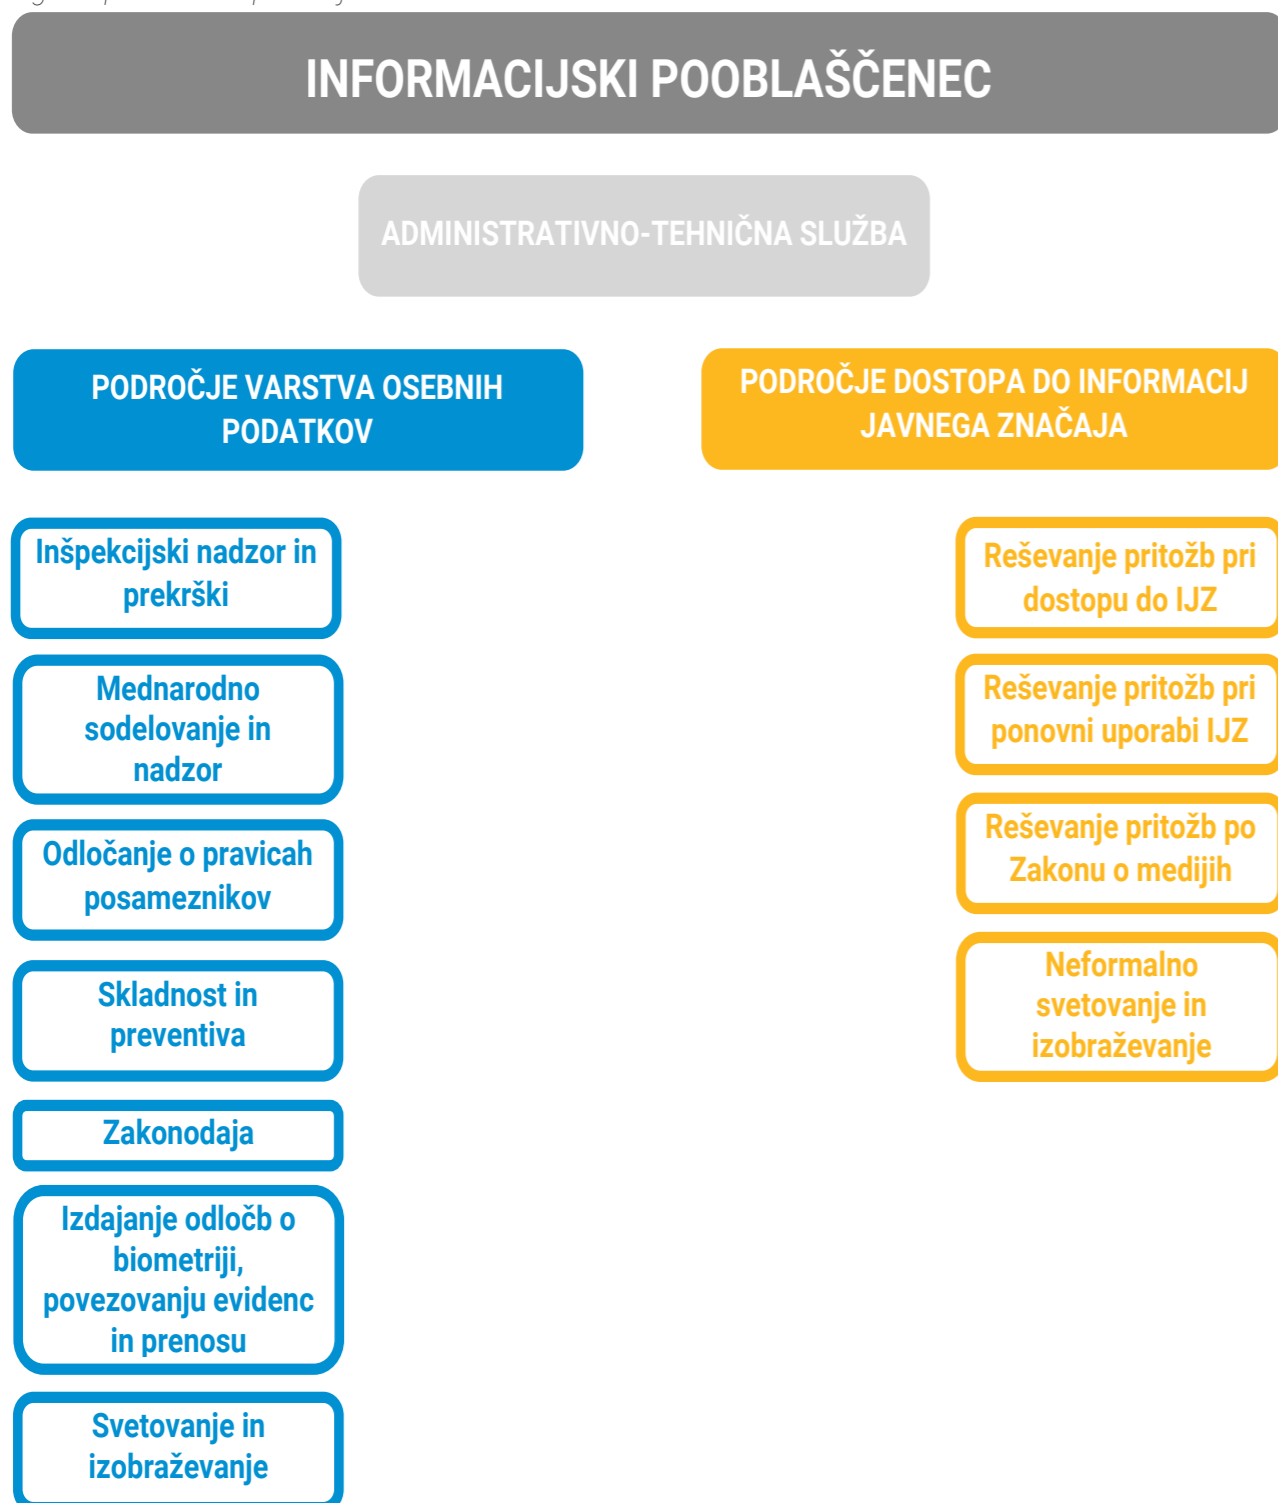 INFORMACIJSKI POOBLAŠČENEC
ADMINISTRATIVNO-TEHNIČNA SLUŽBA
PODROČJE VARSTVA OSEBNIH
PODATKOV
Inšpekcijski nadzor in
prekrški
Mednarodno
sodelovanje in
nadzor
Odločanje o pravicah
posameznikov
Skladnost in
preventiva
Zakonodaja
Izdajanje odločb o
biometriji,
povezovanju evidenc
in prenosu
Svetovanje in
izobraževanje
PODROČJE DOSTOPA DO INFORMACIJ
JAVNEGA ZNAČAJA
Reševanje pritožb pri
dostopu do IJZ
Reševanje pritožb pri
ponovni uporabi IJZ
Reševanje pritožb po
Zakonu o medijih
Neformalno
svetovanje in
izobraževanje